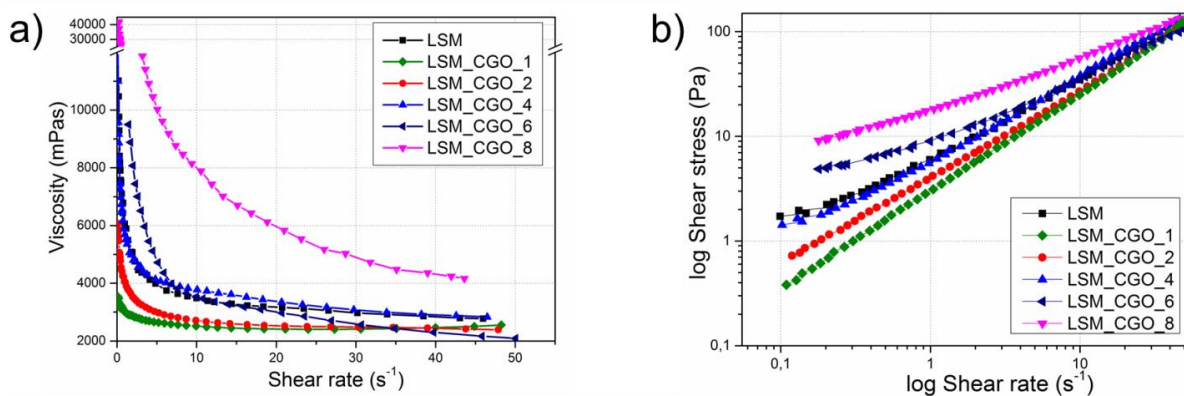 a)
40000
30000
10000
8000
6000
4000
2000
Viscosity (mPas)
0 10 20 30 40 50
Shear rate (s⁻¹)
LSM
LSM_CGO_1
LSM_CGO_2
LSM_CGO_4
LSM_CGO_6
LSM_CGO_8
b)
100
10
1
0,1
log Shear stress (Pa)
0,1 1 10
log Shear rate (s⁻¹)
LSM
LSM_CGO_1
LSM_CGO_2
LSM_CGO_4
LSM_CGO_6
LSM_CGO_8